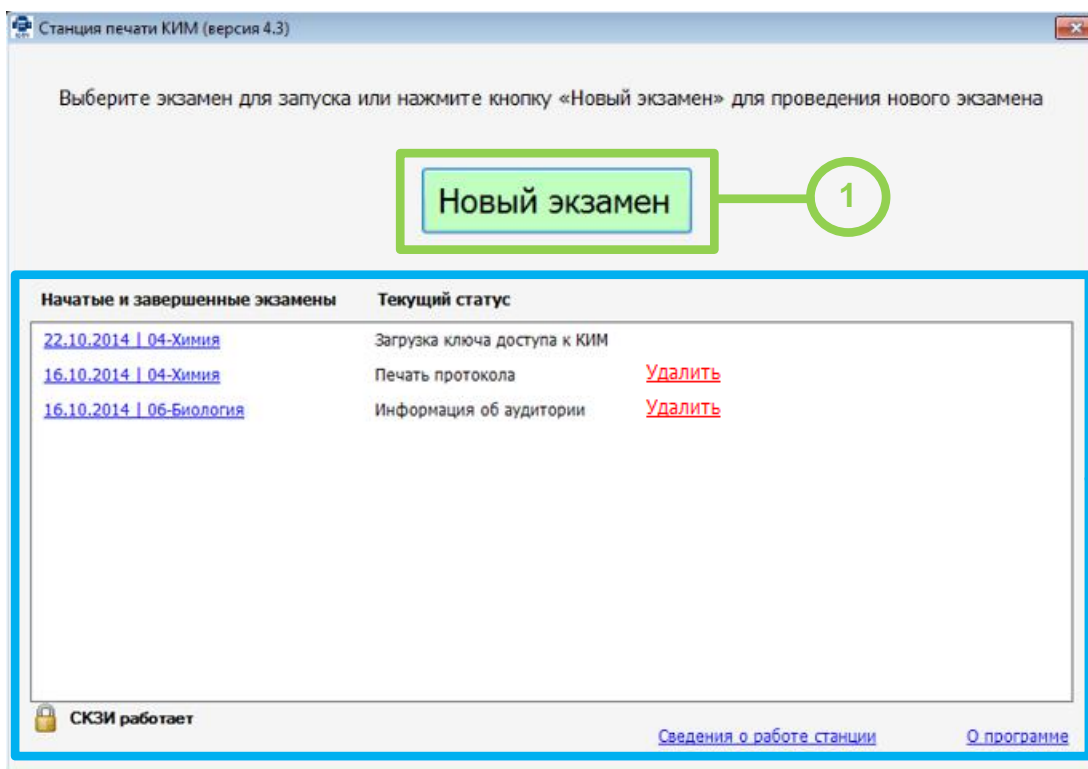 Станция печати КИМ (версия 4.3)
Выберите экзамен для запуска или нажмите кнопку «Новый экзамен» для проведения нового экзамена
Новый экзамен
1
Начатые и завершенные экзамены Текущий статус
22.10.2014 | 04-Химия Загрузка ключа доступа к КИМ
16.10.2014 | 04-Химия Печать протокола Удалить
16.10.2014 | 06-Биология Информация об аудитории Удалить
СКЗИ работает
Сведения о работе станции О программе